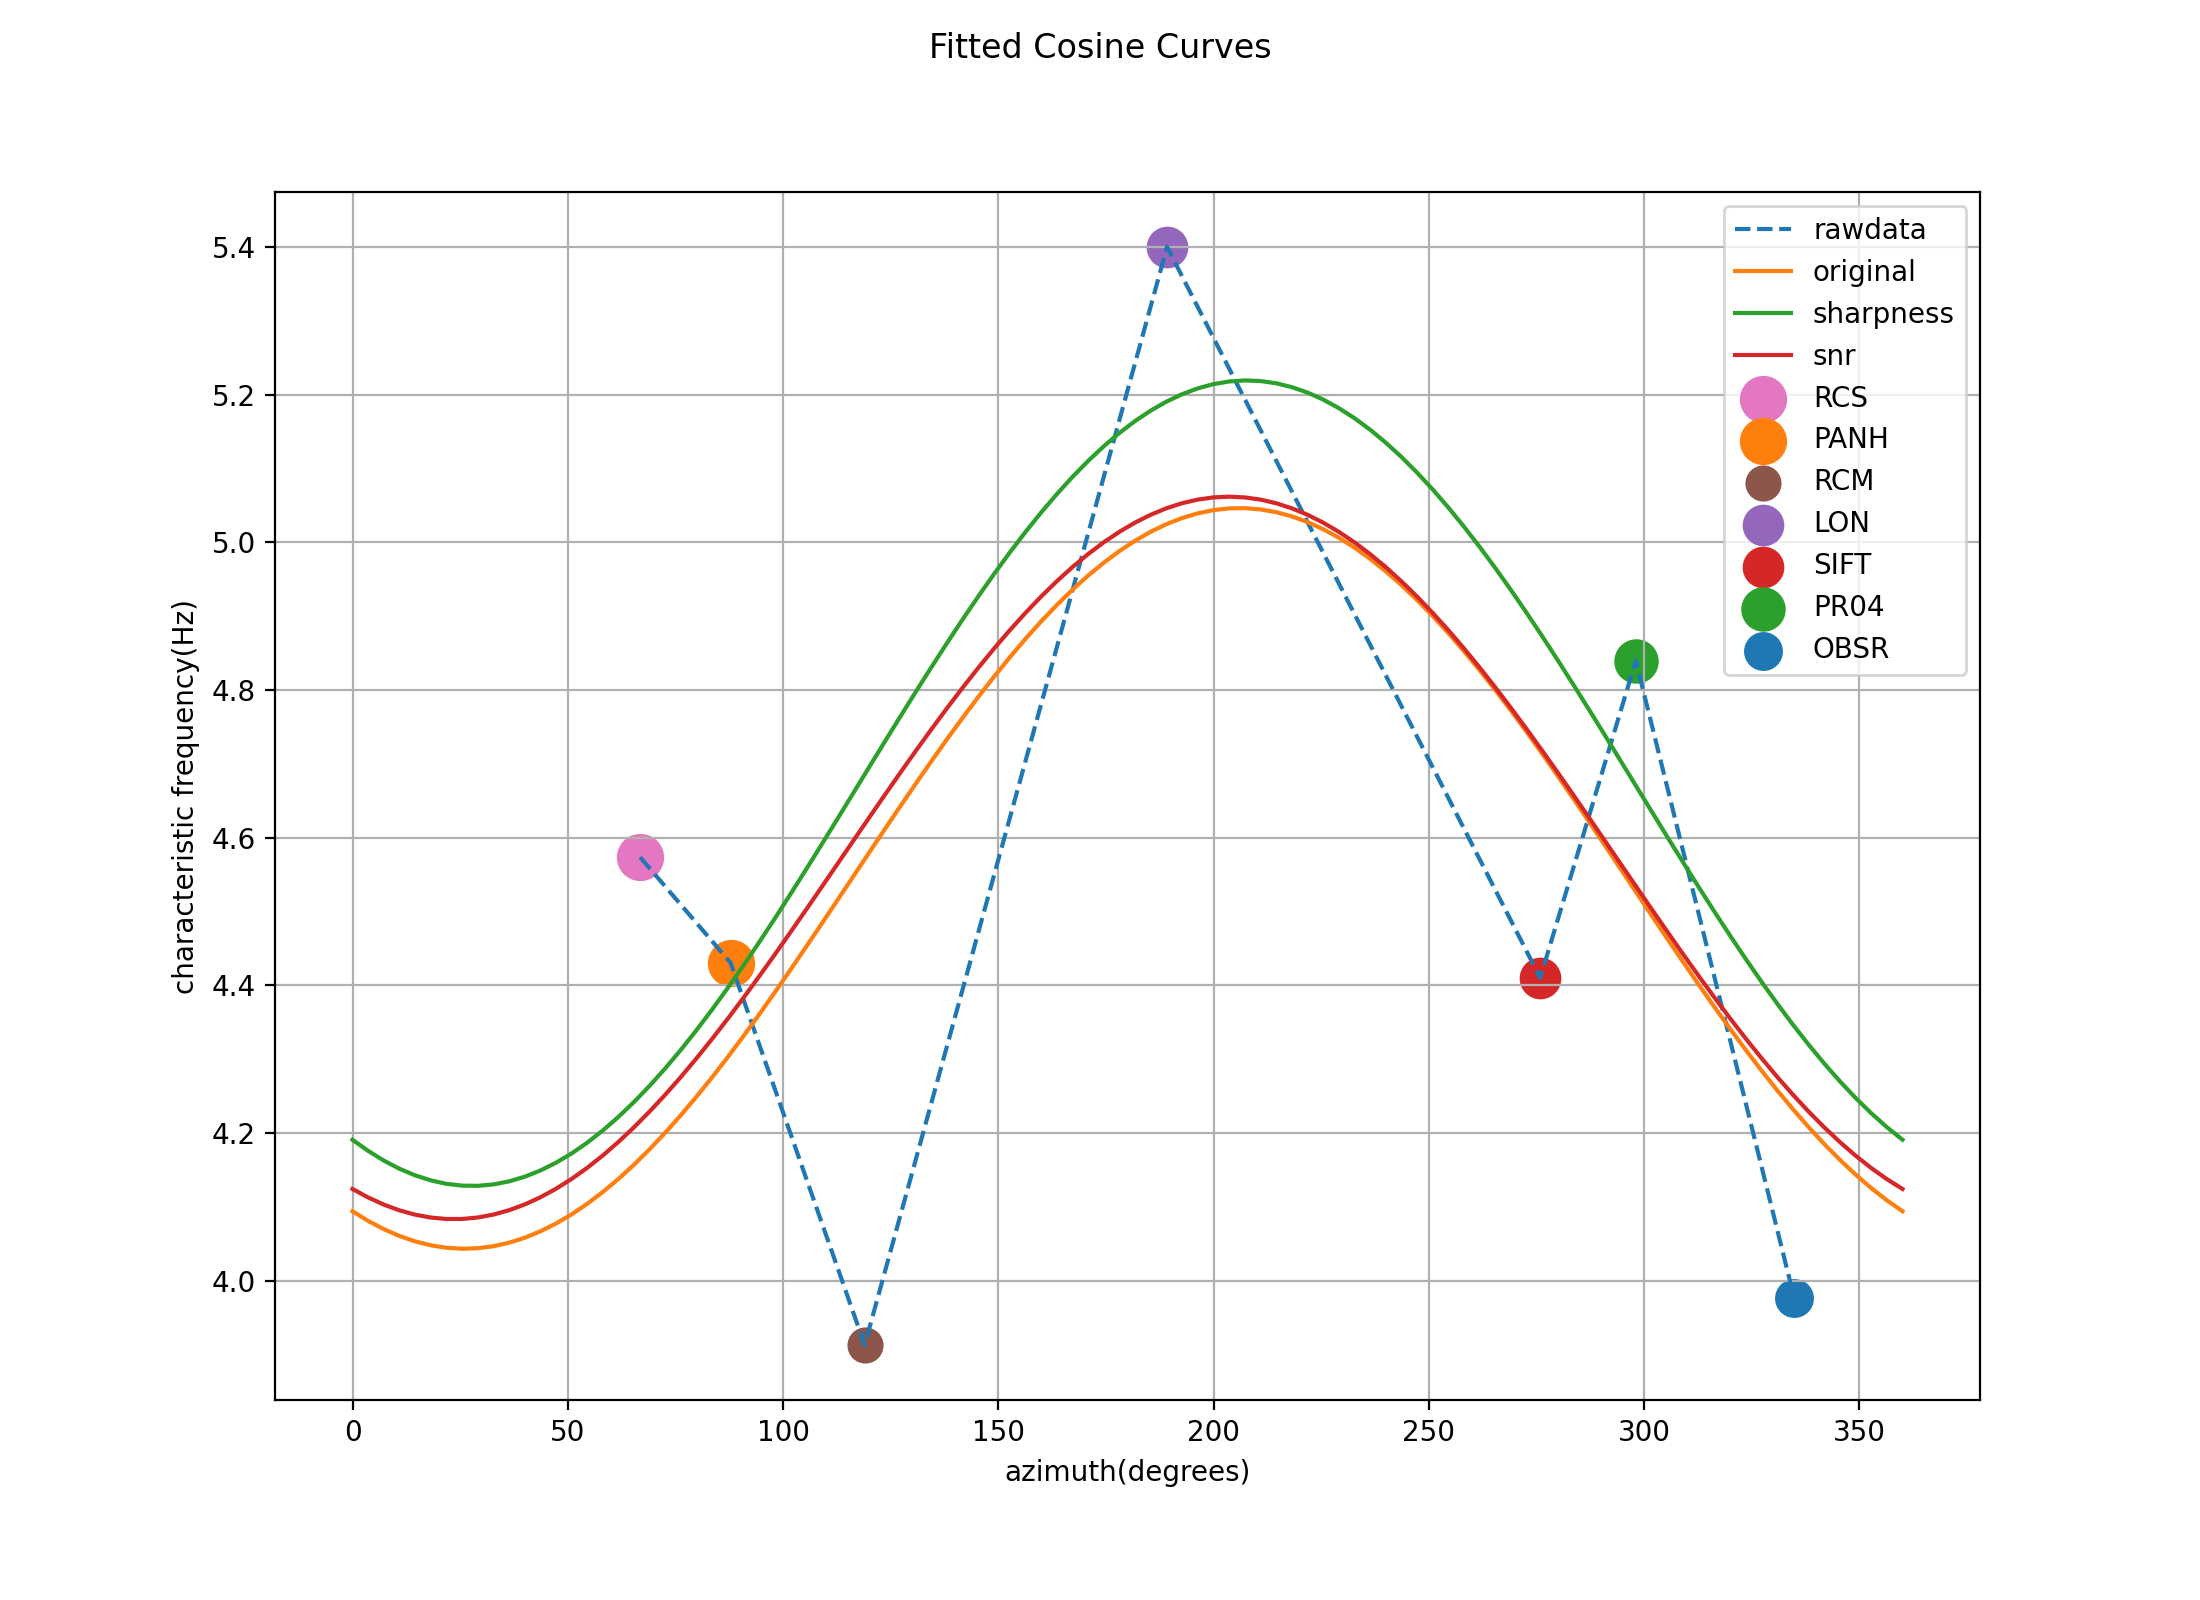 Fitted Cosine Curves
5.4
5.2
5.0
4.8
4.6
4.4
4.2
4.0
characteristic frequency(Hz)
0 50 100 150 200 250 300 350
azimuth(degrees)
rawdata
original
sharpness
snr
RCS
PANH
RCM
LON
SIFT
PR04
OBSR